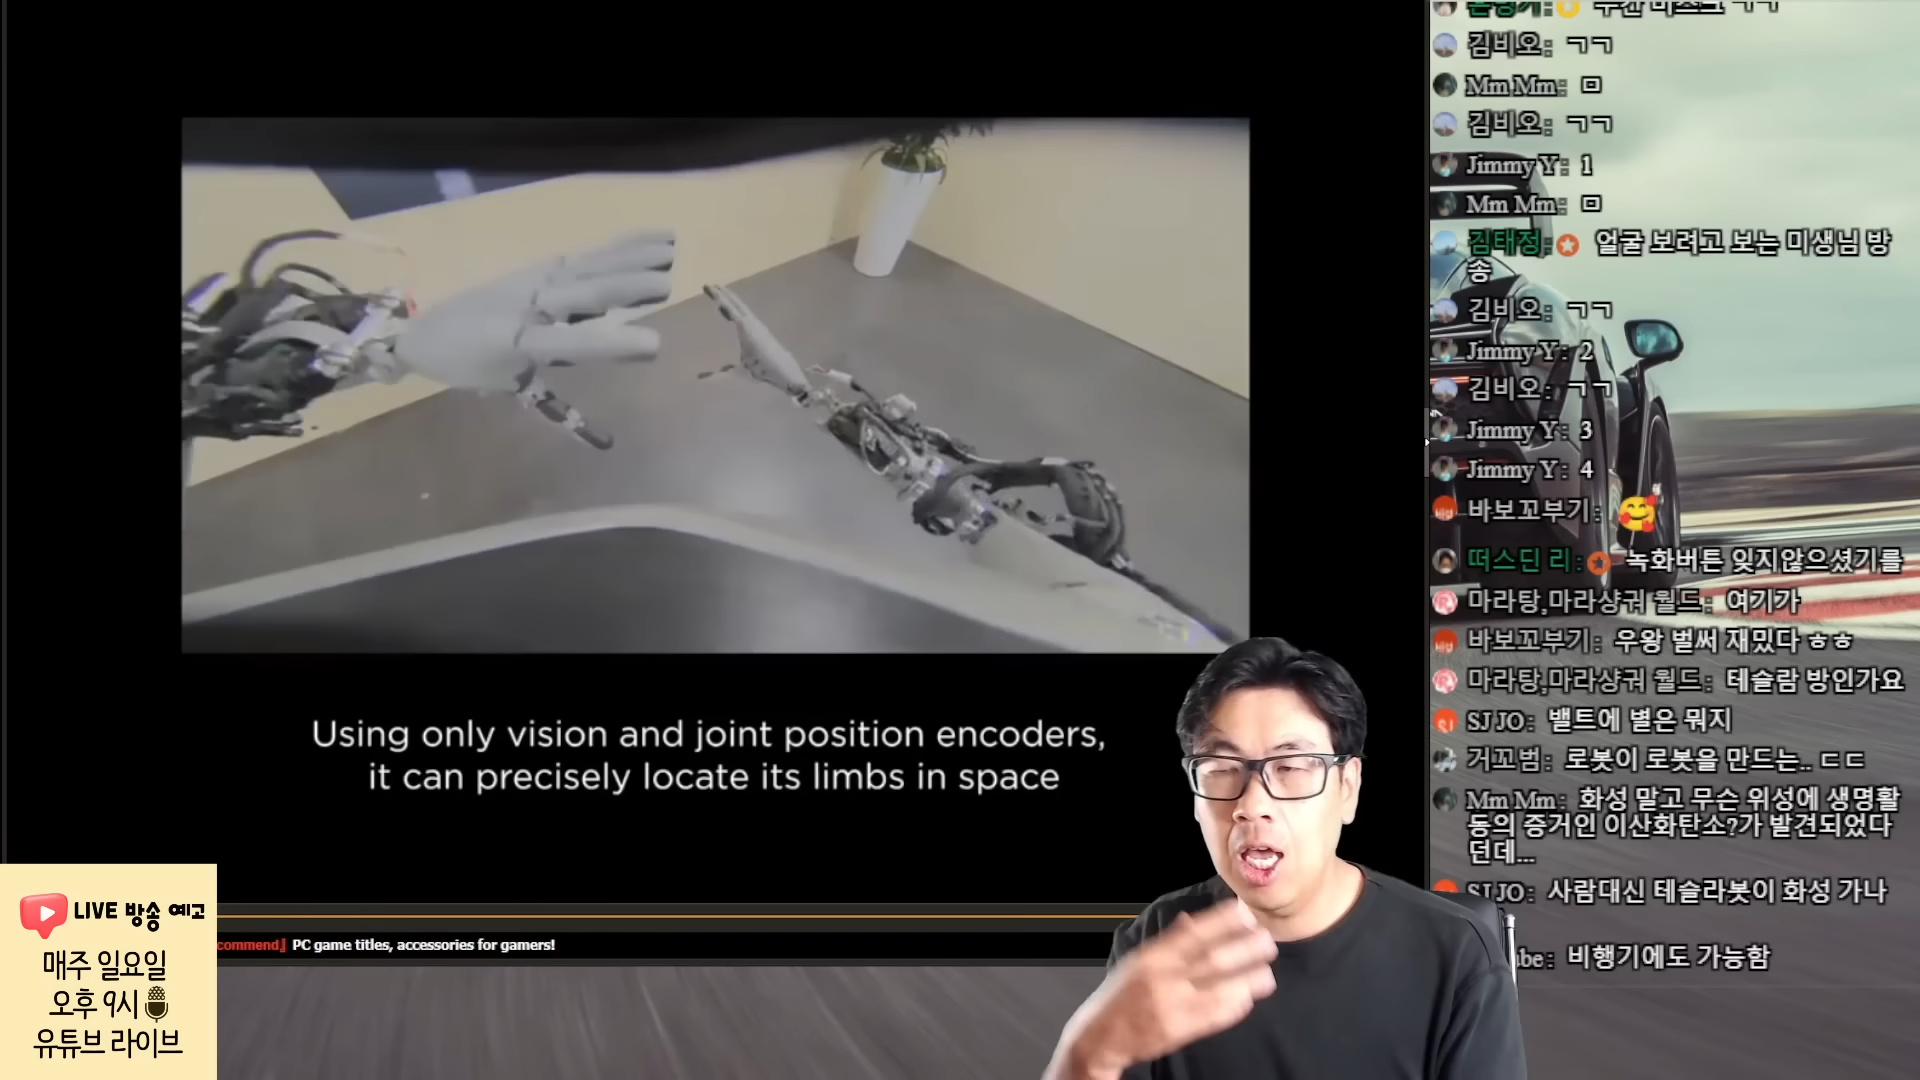 Using only vision and joint position encoders,
it can precisely locate its limbs in space
LIVE 방송 예고
매주 일요일
오후 9시
유튜브 라이브
commend』 PC game titles, accessories for gamers!
김비오: ㄱㄱ
Mm Mm: ㅁ
김비오: ㄱㄱ
Jimmy Y: 1
Mm Mm: ㅁ
김태정: 얼굴 보려고 보는 미생님 방
송
김비오: ㄱㄱ
Jimmy Y: 2
김비오: ㄱㄱ
Jimmy Y: 3
Jimmy Y: 4
바보꼬부기:
떠스딘 리: 녹화버튼 잊지않으셨기를
마라탕,마라샹궈 월드: 여기가
바보꼬부기: 우왕 벌써 재밌다 ㅎㅎ
마라탕,마라샹궈 월드: 테슬람 방인가요
SJ JO: 밸트에 별은 뭐지
거꼬범: 로봇이 로봇을 만드는.. ㄷㄷ
Mm Mm: 화성 말고 무슨 위성에 생명활
동의 증거인 이산화탄소?가 발견되었다
던데...
SJ JO: 사람대신 테슬라봇이 화성 가나
be: 비행기에도 가능함